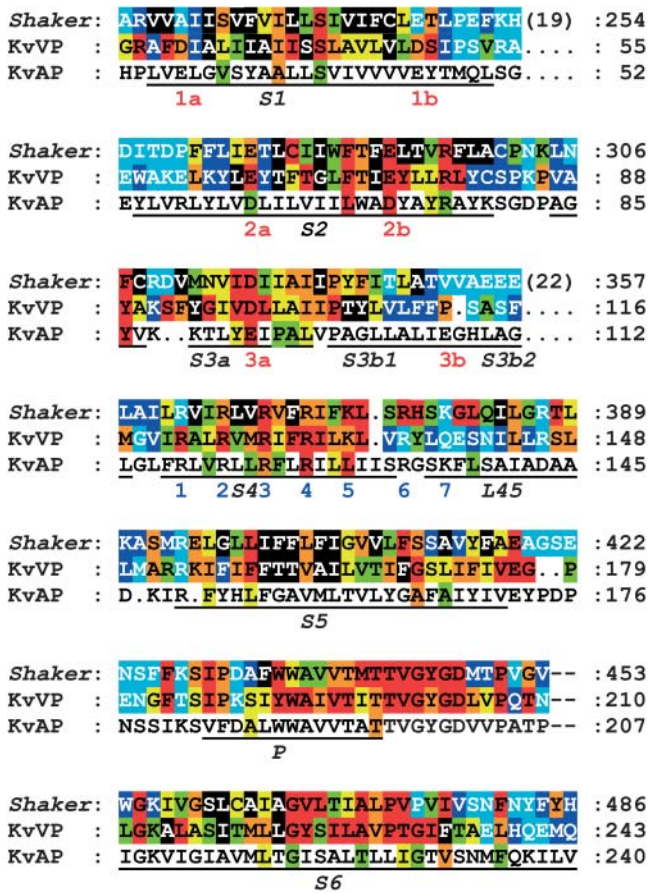 Shaker: ARVVAIISVFVILLSIVIFCLETLPEFKH(19) : 254
KvVP : GRAFDIALIIAIISSLAVLVLDSIPSVRA.... : 55
KvAP : HPLVELGVSYAALLSVIVVVVEYTMQLSG.... : 52
1a S1 1b
Shaker: DITDPFFLIETLCIIWFTFELTVRFLACPNKLN :306
KvVP : EWAKELKYLEYTFTGLFTIEYLLRLYCSPKPVA : 88
KvAP : EYLVRLYLVDLILVIILWADYAYRAYKSGDPAG : 85
2a S2 2b
Shaker: FCRDVMNVIDIIAIIPYFITLATVVAEEE(22) :357
KvVP : YAKSFYGIVDLLAIIPTYLVLFFP.SASF.... :116
KvAP : YVK..KTLYEIPALVPAGLLALIEGHLAG.... :112
S3a 3a S3b1 3b S3b2
Shaker: LAILRVIRLVRVFRIFKL.SRHSKGLQILGRTL :389
KvVP : MGVIRALRVMRIFRILKL.VRYLQESNILLRSL :148
KvAP : LGLFRLVRLLRFLRILLIISRGSKFLSAIADAA :145
1 2 S4 3 4 5 6 7 L45
Shaker: KASMRELGLLIFFLFIGVVLFSSAVYFAEAGSE :422
KvVP : LMARRKIFIFFTTVAILVTIFGSLIFIVEG..P :179
KvAP : D.KIR.FYHLFGAVMLTVLYGAFAIYIVEYPDP :176
S5
Shaker: NSFFKSIPDAFWWAVVTMTTVGYGDMTPVGV-- :453
KvVP : ENGFTSIPKSIYWAIVTITTVGYGDLVPQTN-- :210
KvAP : NSSIKSVFDALWWAVVTATTVGYGDVVPATP-- :207
P
Shaker: WGKIVGSLCAIAGVLTIALPVPVIVSNFNYFYH :486
KvVP : LGKALASITMLLGYSILAVPTGIFTAELHQEMQ :243
KvAP : IGKVIGIAVMLTGISALTLLIGTVSNMFQKILV :240
S6